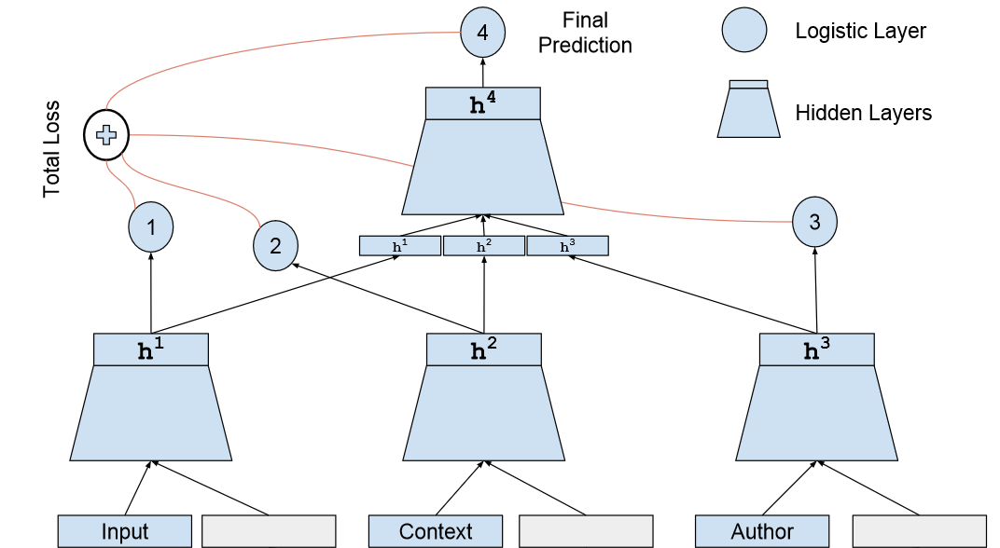 4
Final
Prediction
Logistic Layer
h4
Hidden Layers
Total Loss
1
2
3
h1
h2
h3
h1
h2
h3
Input
Context
Author